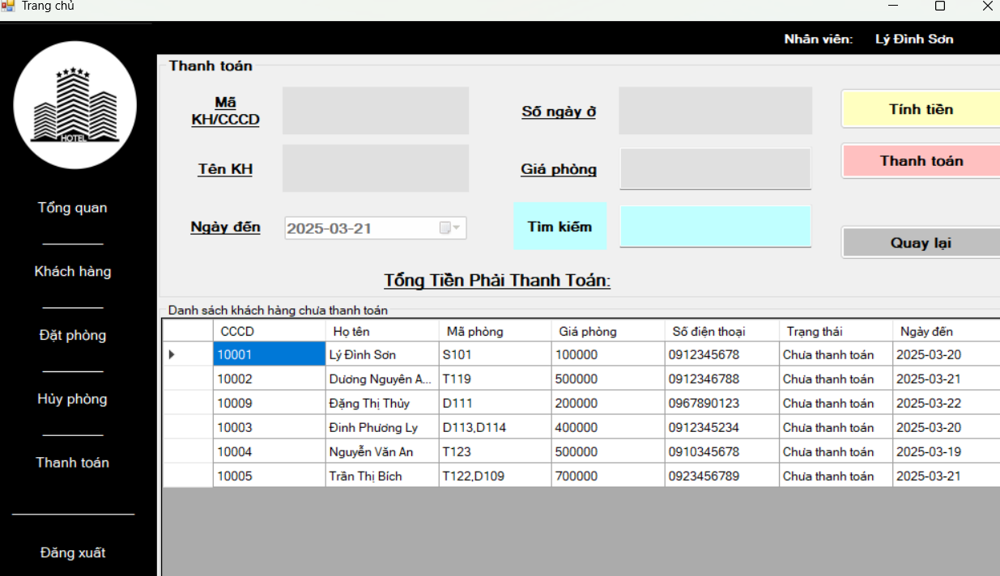 Trang chủ
Nhân viên: Lý Đình Sơn
HOTEL
Tổng quan
Khách hàng
Đặt phòng
Hủy phòng
Thanh toán
Đăng xuất
Thanh toán
Mã
KH/CCCD
Số ngày ở
Tính tiền
Tên KH
Giá phòng
Thanh toán
Ngày đến
2025-03-21
Tìm kiếm
Quay lại
Tổng Tiền Phải Thanh Toán:
Danh sách khách hàng chưa thanh toán
CCCD Họ tên Mã phòng Giá phòng Số điện thoại Trạng thái Ngày đến
10001 Lý Đình Sơn S101 100000 0912345678 Chưa thanh toán 2025-03-20
10002 Dương Nguyên A... T119 500000 0912346788 Chưa thanh toán 2025-03-21
10009 Đặng Thị Thủy D111 200000 0967890123 Chưa thanh toán 2025-03-22
10003 Đinh Phương Ly D113,D114 400000 0912345234 Chưa thanh toán 2025-03-20
10004 Nguyễn Văn An T123 500000 0910345678 Chưa thanh toán 2025-03-19
10005 Trần Thị Bích T122,D109 700000 0923456789 Chưa thanh toán 2025-03-21